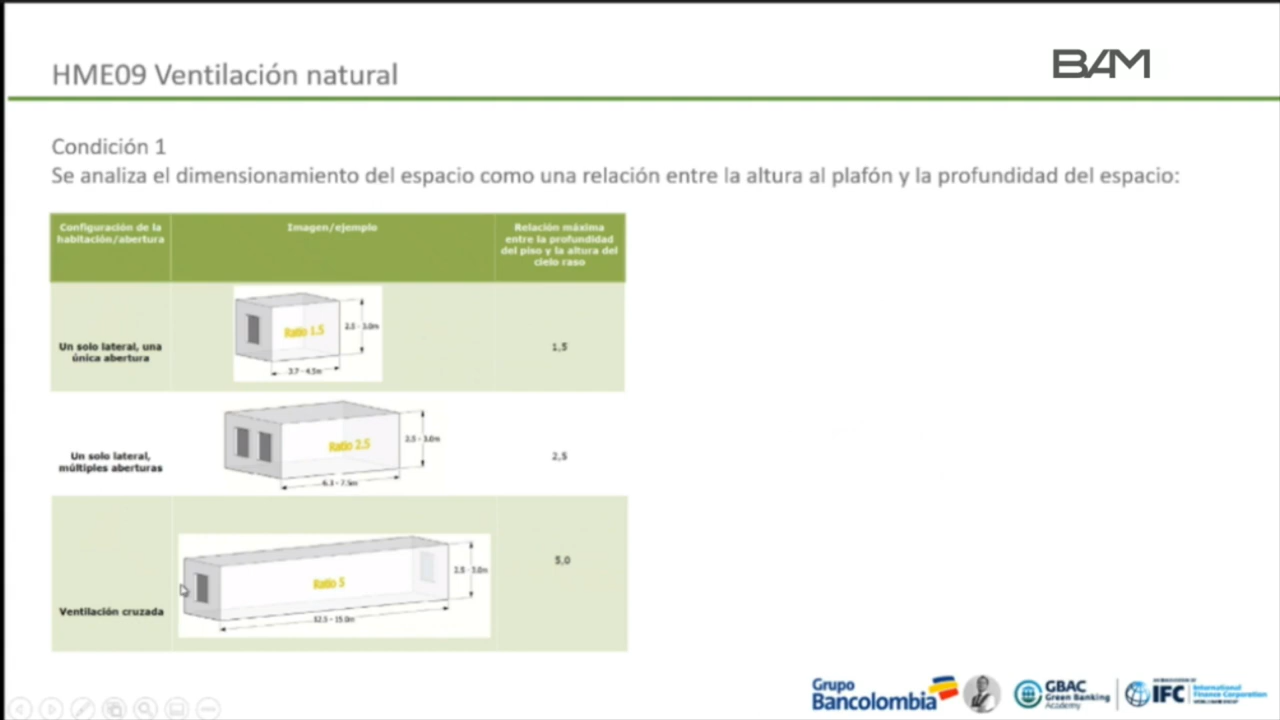 HME09 Ventilación natural
BAM
Condición 1
Se analiza el dimensionamiento del espacio como una relación entre la altura al plafón y la profundidad del espacio:
Configuración de la
habitación/abertura
Imagen/ejemplo
Relación máxima
entre la profundidad
del piso y la altura del
cielo raso
Un solo lateral, una
única abertura
Ratio 1.5
2.5 - 3.0m
3.7 - 4.5m
1,5
Un solo lateral,
múltiples aberturas
Ratio 2.5
2.5 - 3.0m
6.3 - 7.5m
2,5
Ventilación cruzada
Ratio 5
2.5 - 3.0m
12.5 - 15.0m
5,0
Grupo
Bancolombia
GBAC
Green Banking
Academy
IFC
International
Finance Corporation
WORLD BANK GROUP